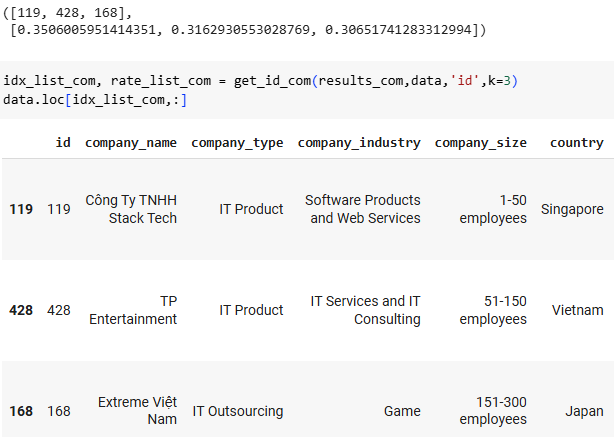 ([119, 428, 168],
[0.3506005951414351, 0.3162930553028769, 0.30651741283312994])
idx_list_com, rate_list_com = get_id_com(results_com,data,'id',k=3)
data.loc[idx_list_com,:]
id company_name company_type company_industry company_size country
119 119 Công Ty TNHH Stack Tech IT Product Software Products and Web Services 1-50 employees Singapore
428 428 TP Entertainment IT Product IT Services and IT Consulting 51-150 employees Vietnam
168 168 Extreme Việt Nam IT Outsourcing Game 151-300 employees Japan